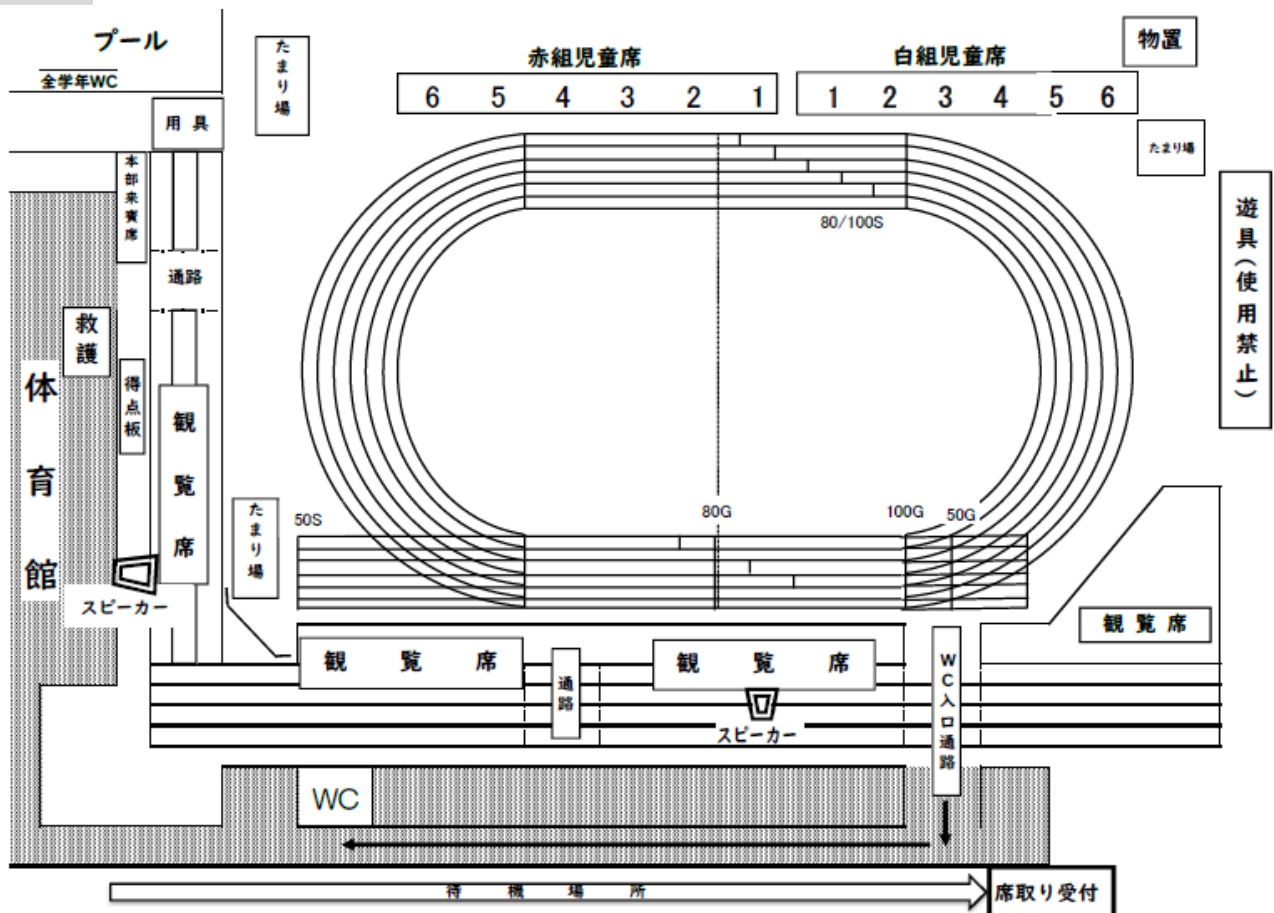 プール
全学年WC
用具
たまり場
赤組児童席
6 5 4 3 2 1
白組児童席
1 2 3 4 5 6
物置
たまり場
遊具(使用禁止)
本部来賓席
通路
救護
得点板
体育館
観覧席
スピーカー
たまり場
80/100S
50S
80G
100G
50G
観覧席
通路
観覧席
スピーカー
WC入口通路
観覧席
WC
待機場所
席取り受付